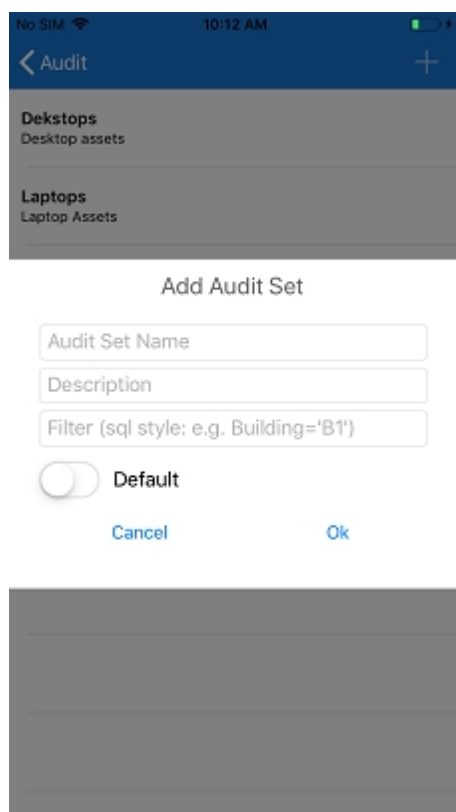 No SIM 10:12 AM
Audit
Dekstops
Desktop assets
Laptops
Laptop Assets
Add Audit Set
Audit Set Name
Description
Filter (sql style: e.g. Building='B1')
Default
Cancel Ok